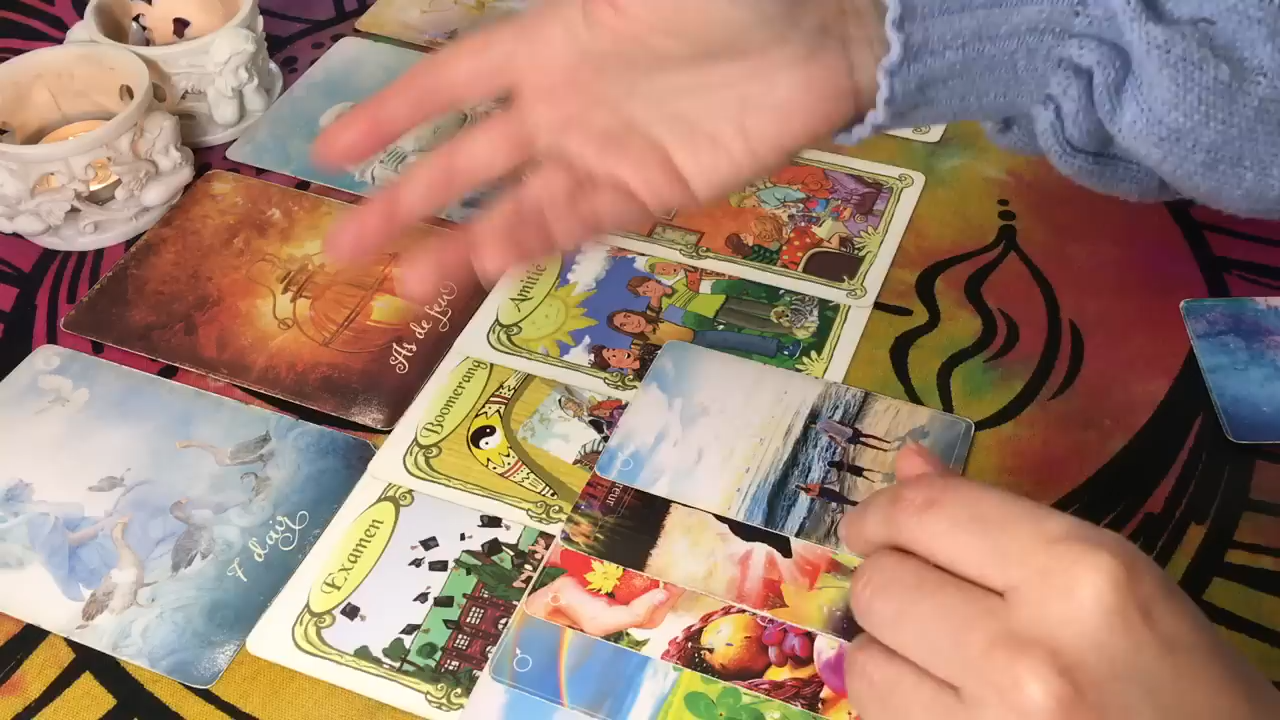 Amitié
As de feu
Boomerang
7 d'air
Examen